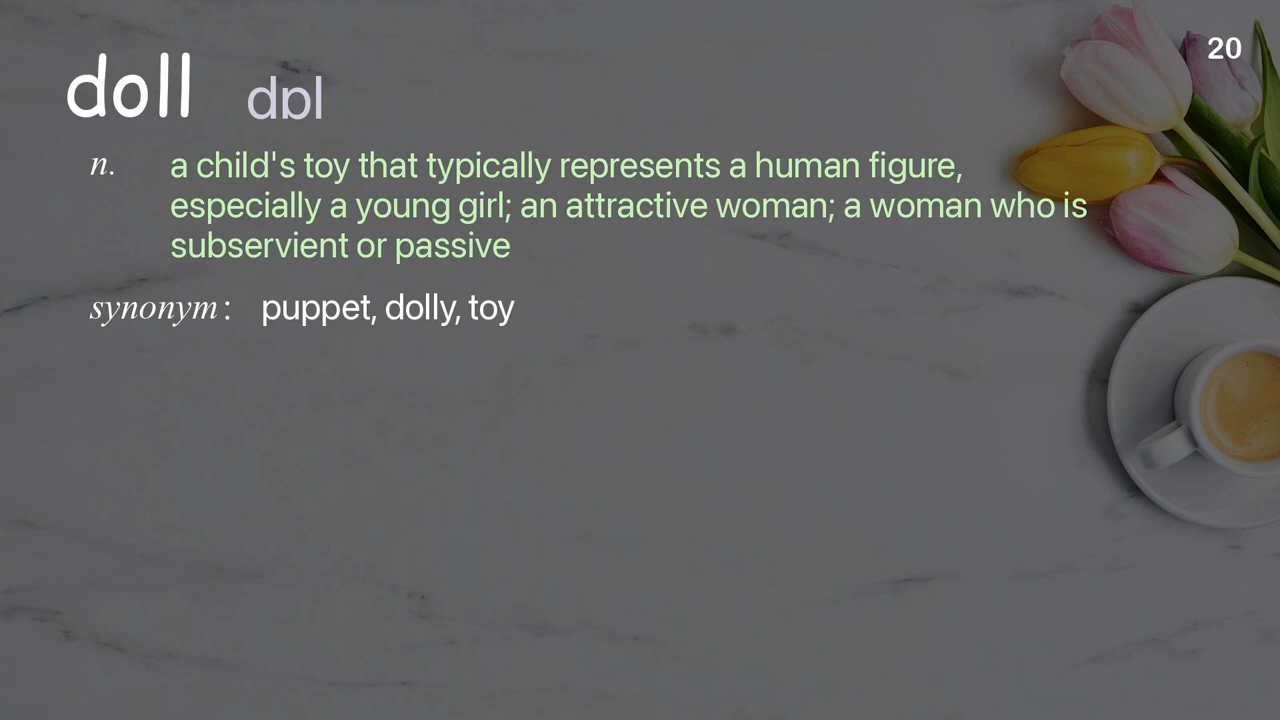 20
doll dɒl
n. a child's toy that typically represents a human figure,
especially a young girl; an attractive woman; a woman who is
subservient or passive
synonym: puppet, dolly, toy